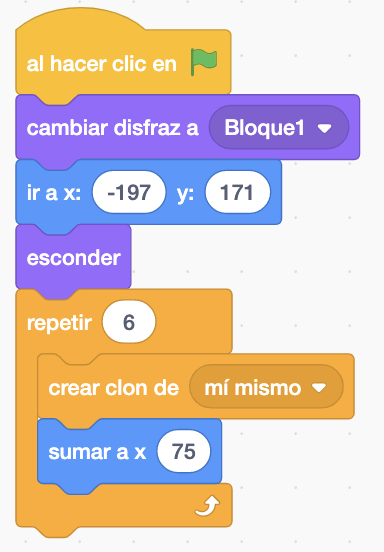 al hacer clic en
cambiar disfraz a Bloque1
ir a x: -197 y: 171
esconder
repetir 6
crear clon de mí mismo
sumar a x 75